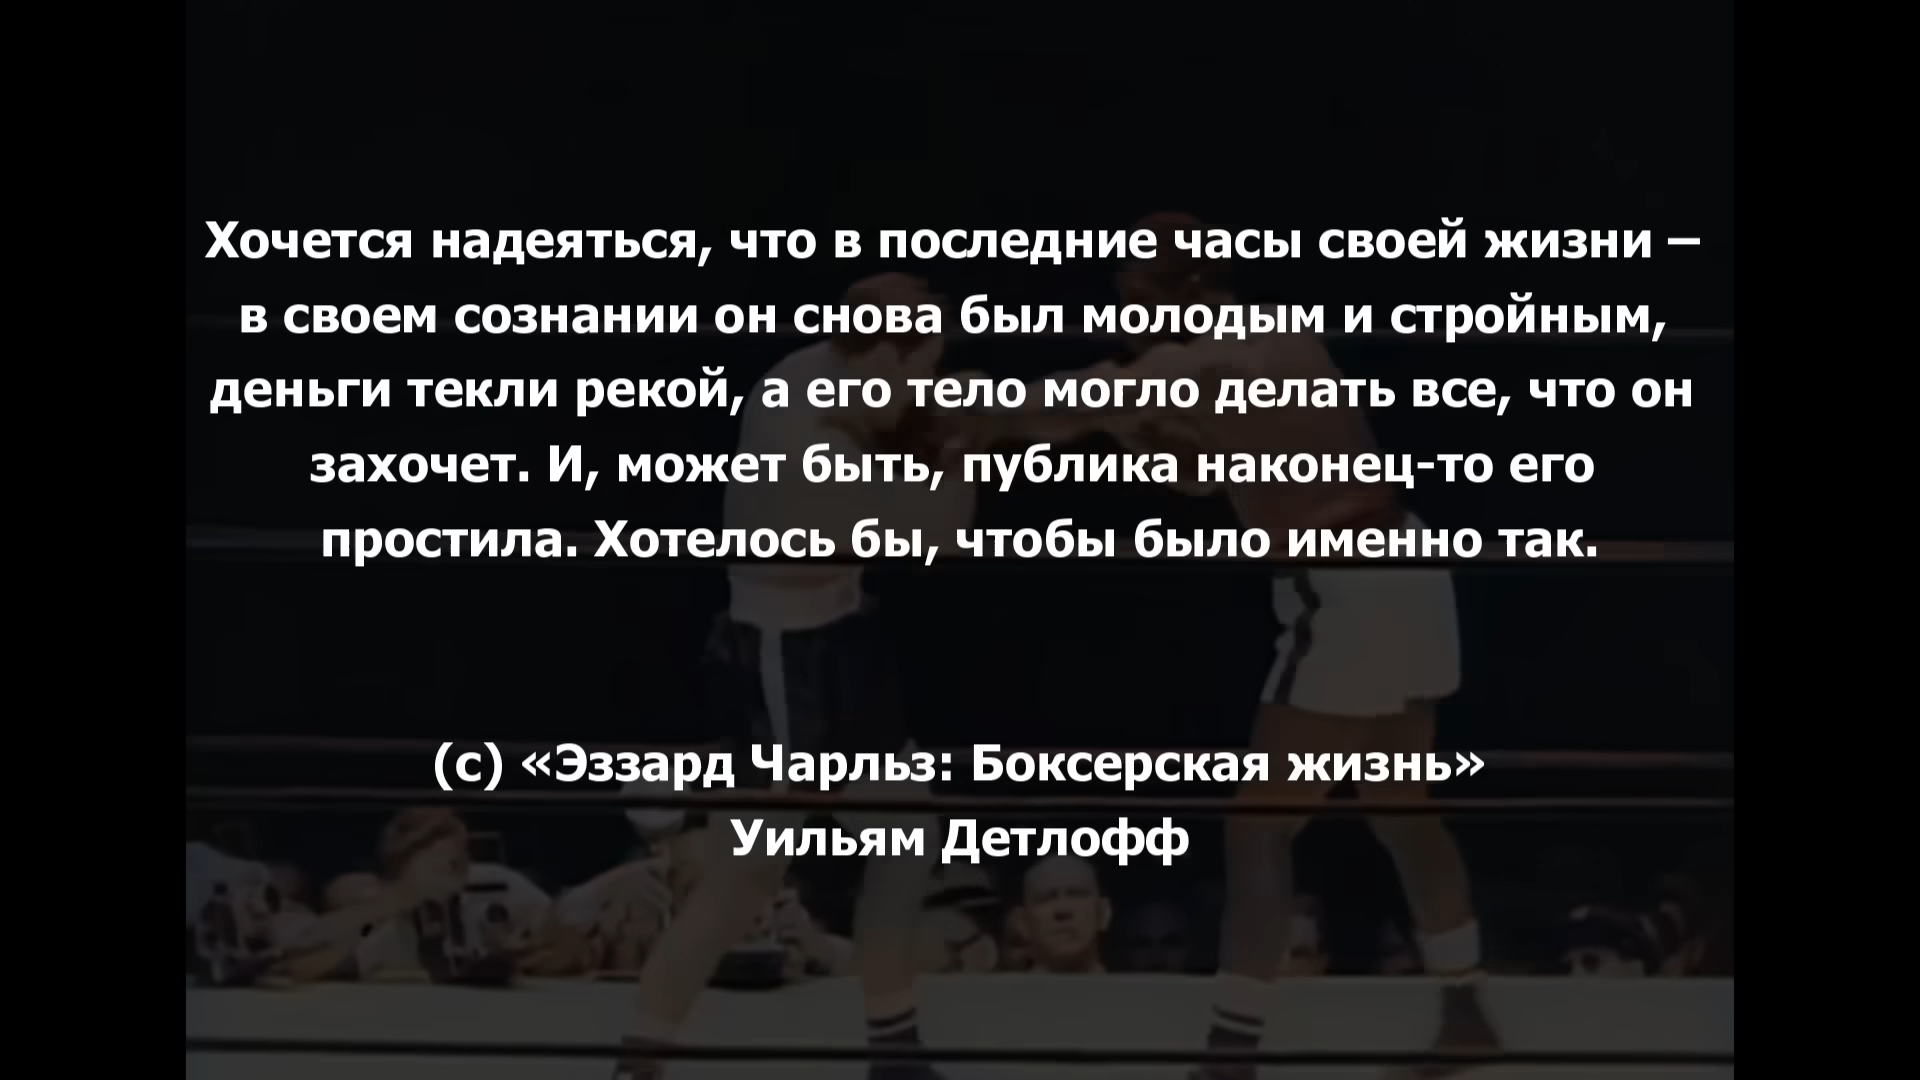 Хочется надеяться, что в последние часы своей жизни –
в своем сознании он снова был молодым и стройным,
деньги текли рекой, а его тело могло делать все, что он
захочет. И, может быть, публика наконец-то его
простила. Хотелось бы, чтобы было именно так.
(с) «Эззард Чарльз: Боксерская жизнь»
Уильям Детлофф